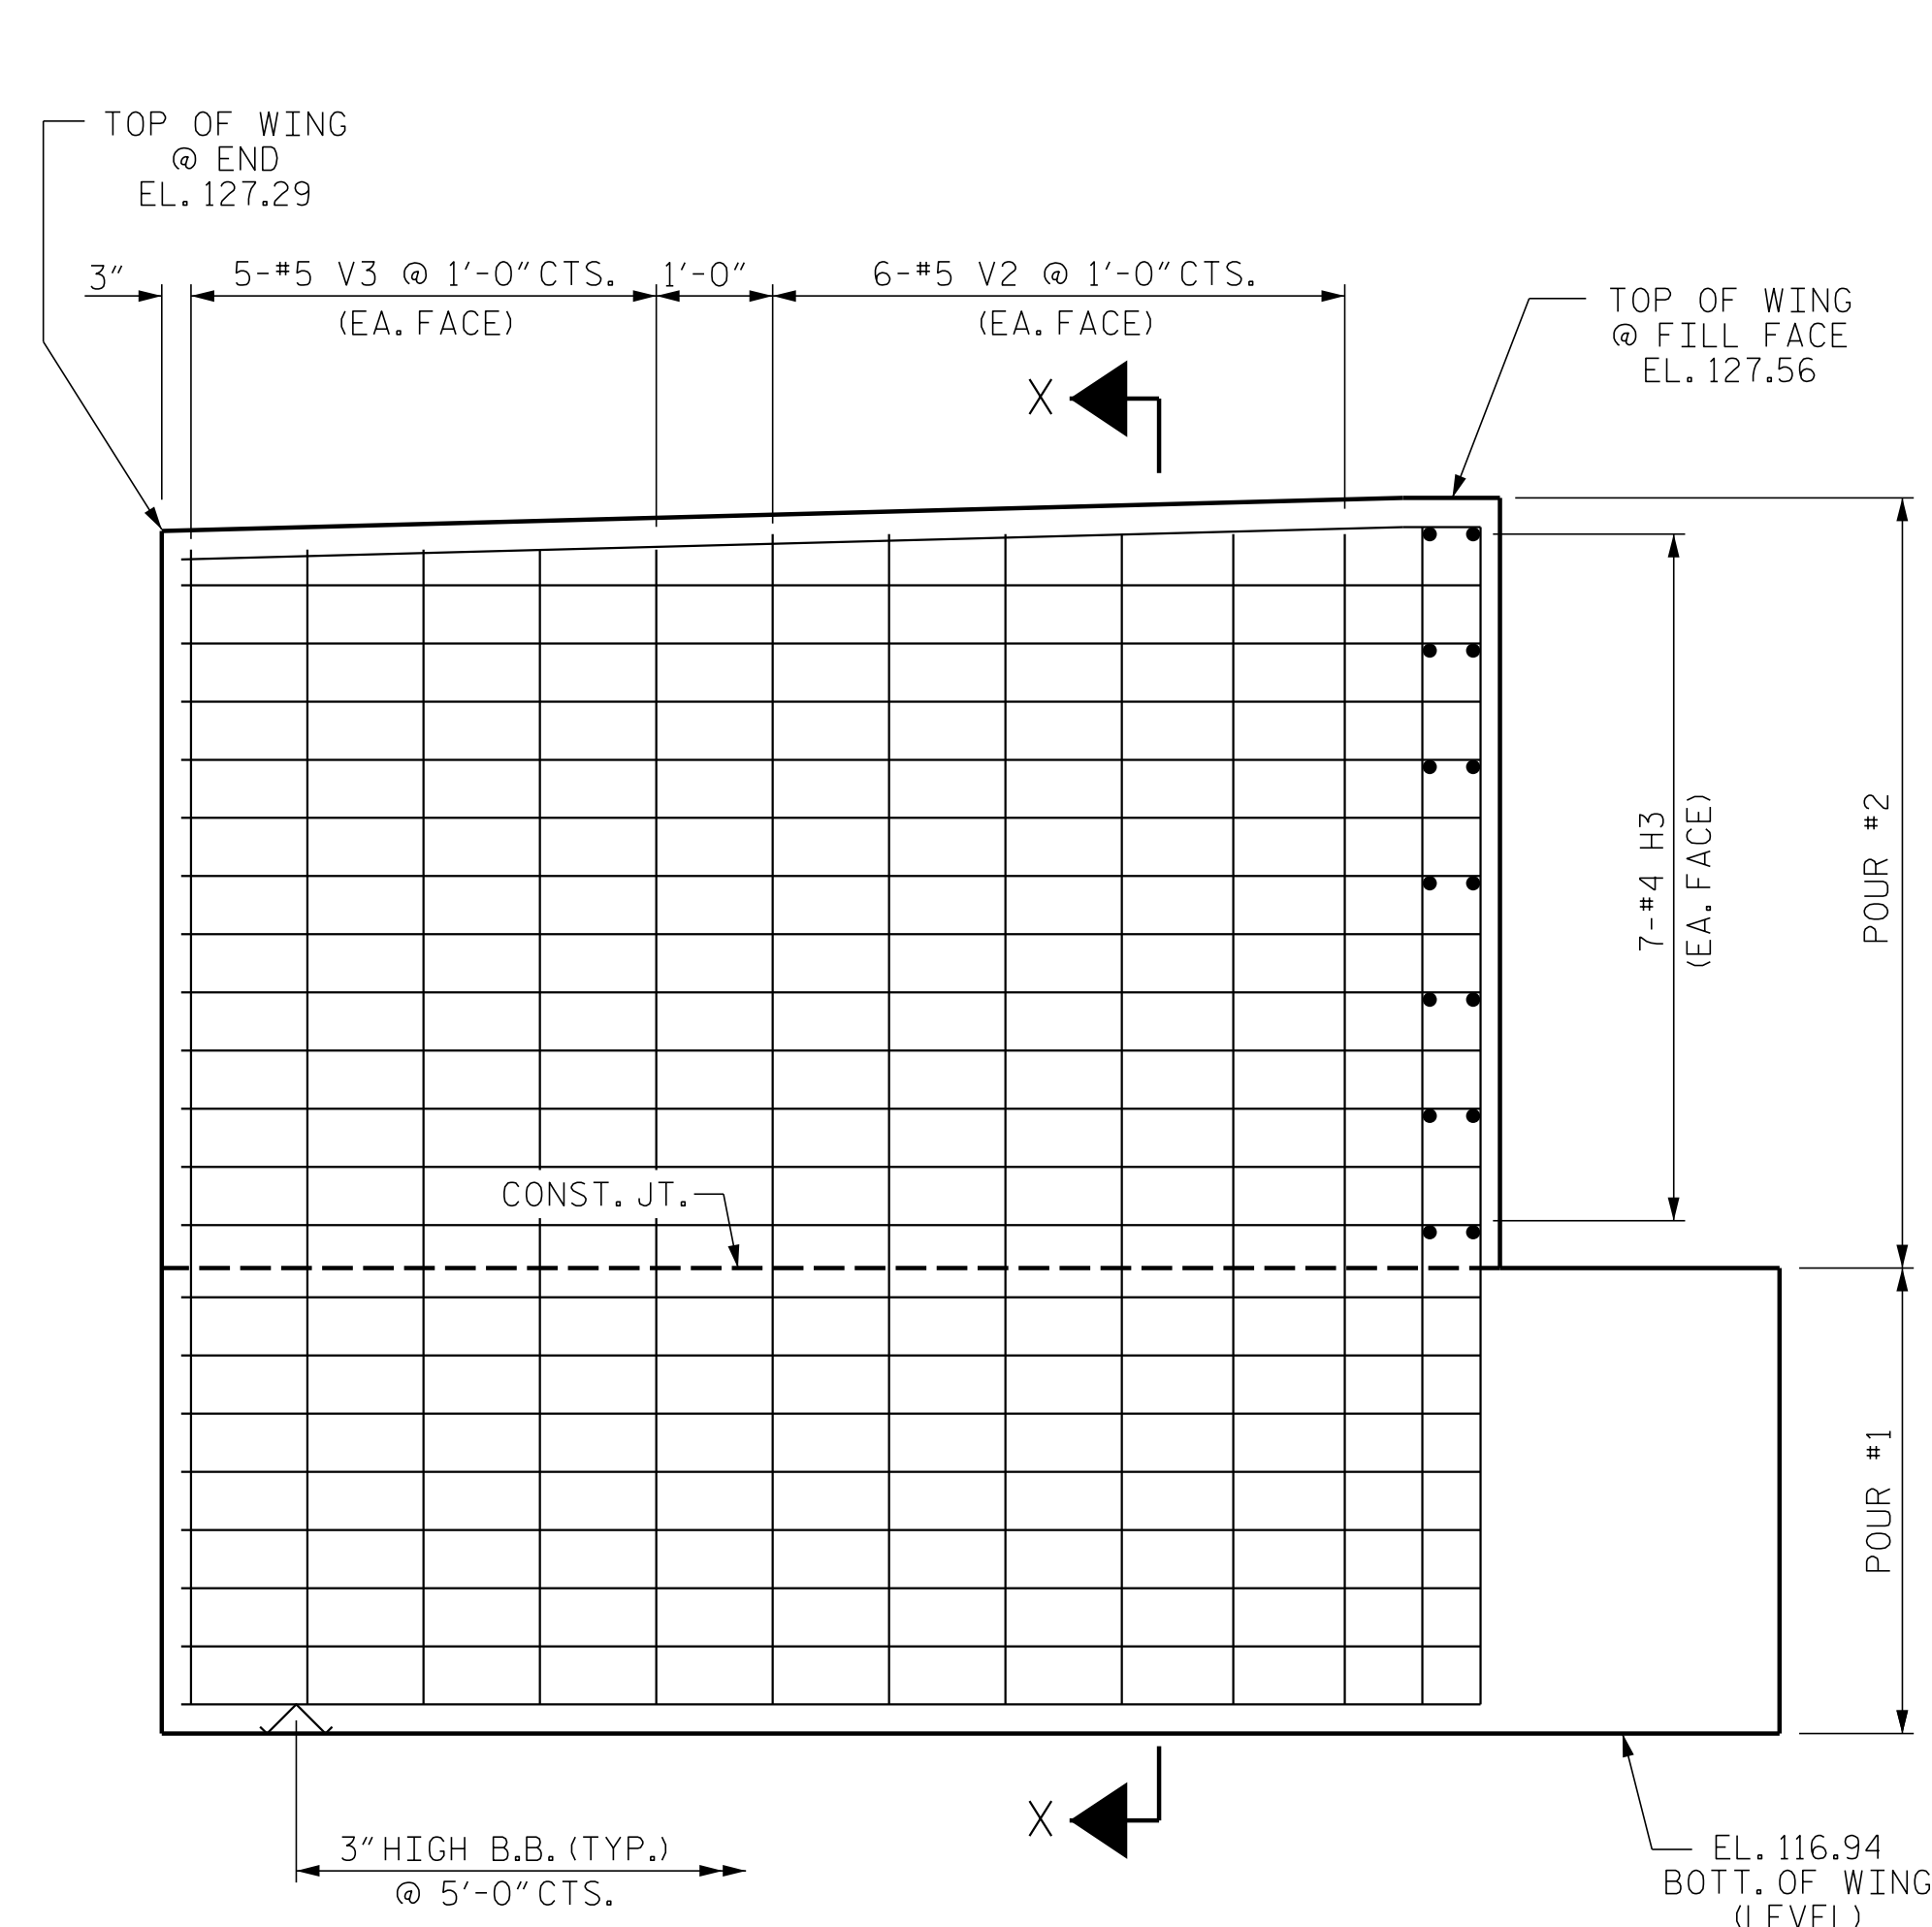 TOP OF WING
@ END
EL. 127.29
3"
5-#5 V3 @ 1'-0" CTS.
(EA. FACE)
1'-0"
6-#5 V2 @ 1'-0" CTS.
(EA. FACE)
TOP OF WING
@ FILL FACE
EL. 127.56
X
7-#4 H3
(EA. FACE)
POUR #2
CONST. JT.
POUR #1
X
3" HIGH B.B. (TYP.)
@ 5'-0" CTS.
EL. 116.94
BOTT. OF WING
(LEVEL)